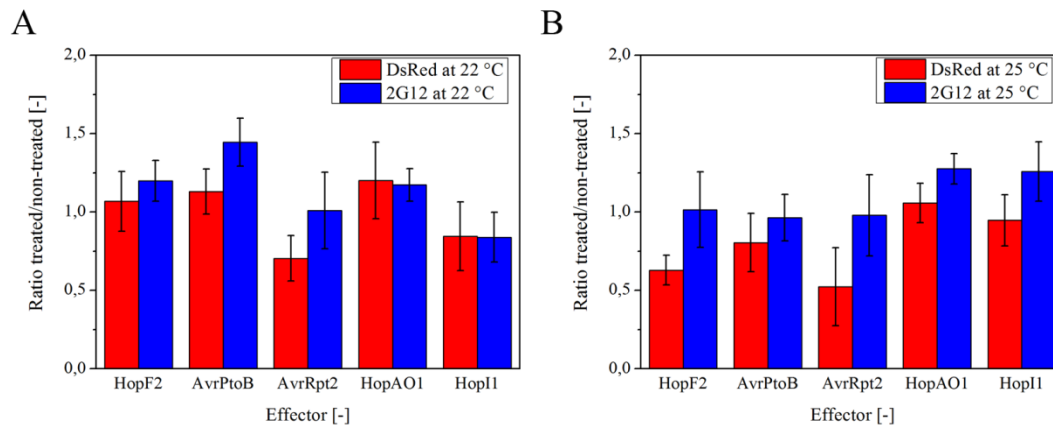 A
Ratio treated/non-treated [-]
2,0
1,5
1,0
0,5
0,0
DsRed at 22 °C
2G12 at 22 °C
HopF2 AvrPtoB AvrRpt2 HopAO1 HopI1
Effector [-]
B
Ratio treated/non-treated [-]
2,0
1,5
1,0
0,5
0,0
DsRed at 25 °C
2G12 at 25 °C
HopF2 AvrPtoB AvrRpt2 HopAO1 HopI1
Effector [-]